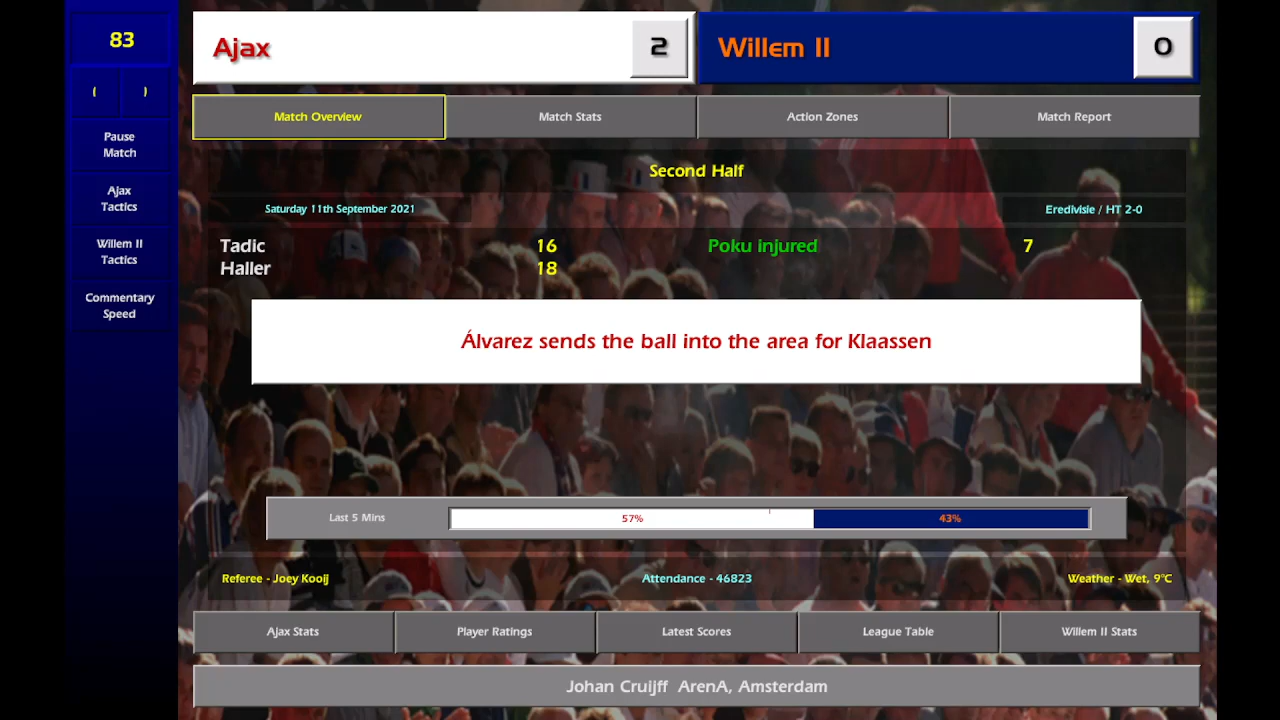 83
Ajax
2
Willem II
0
( )
Match Overview
Match Stats
Action Zones
Match Report
Pause
Match
Second Half
Ajax
Tactics
Saturday 11th September 2021
Eredivisie / HT 2-0
Willem II
Tactics
Tadic 16
Poku injured 7
Haller 18
Commentary
Speed
Álvarez sends the ball into the area for Klaassen
Last 5 Mins
57%
43%
Referee - Joey Kooij
Attendance - 46823
Weather - Wet, 9°C
Ajax Stats
Player Ratings
Latest Scores
League Table
Willem II Stats
Johan Cruijff ArenA, Amsterdam